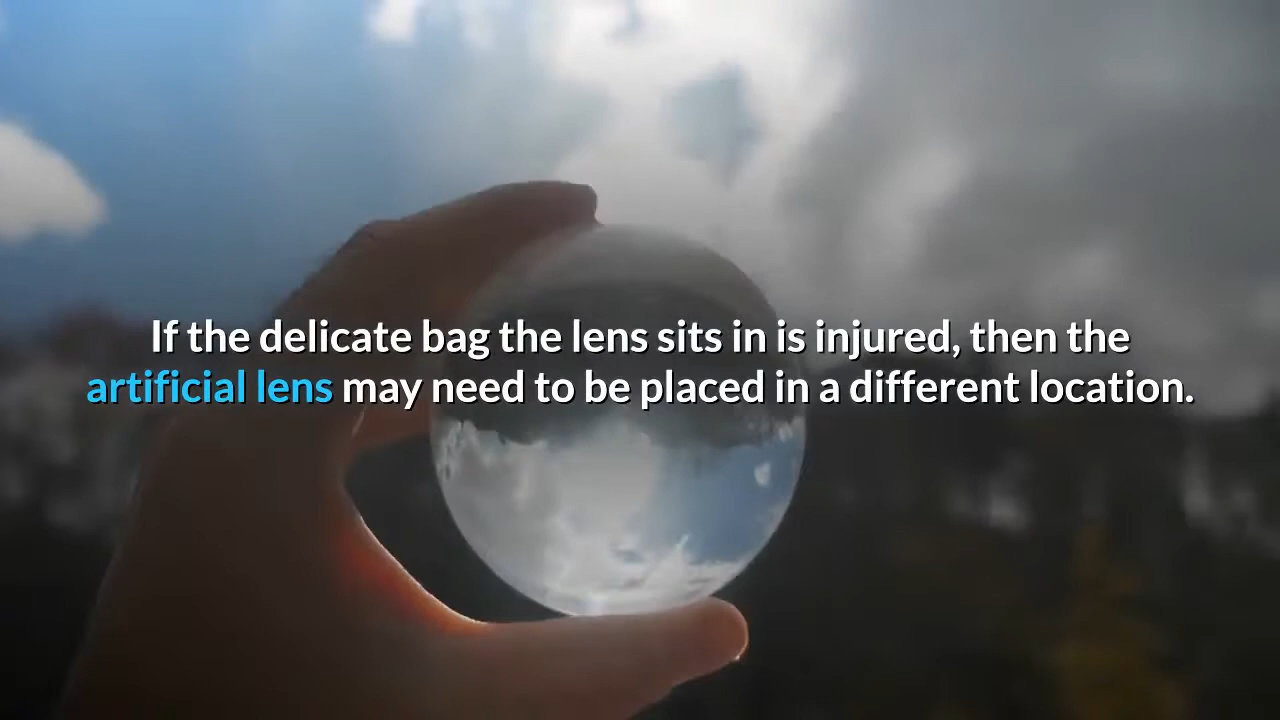 If the delicate bag the lens sits in is injured, then the
artificial lens may need to be placed in a different location.